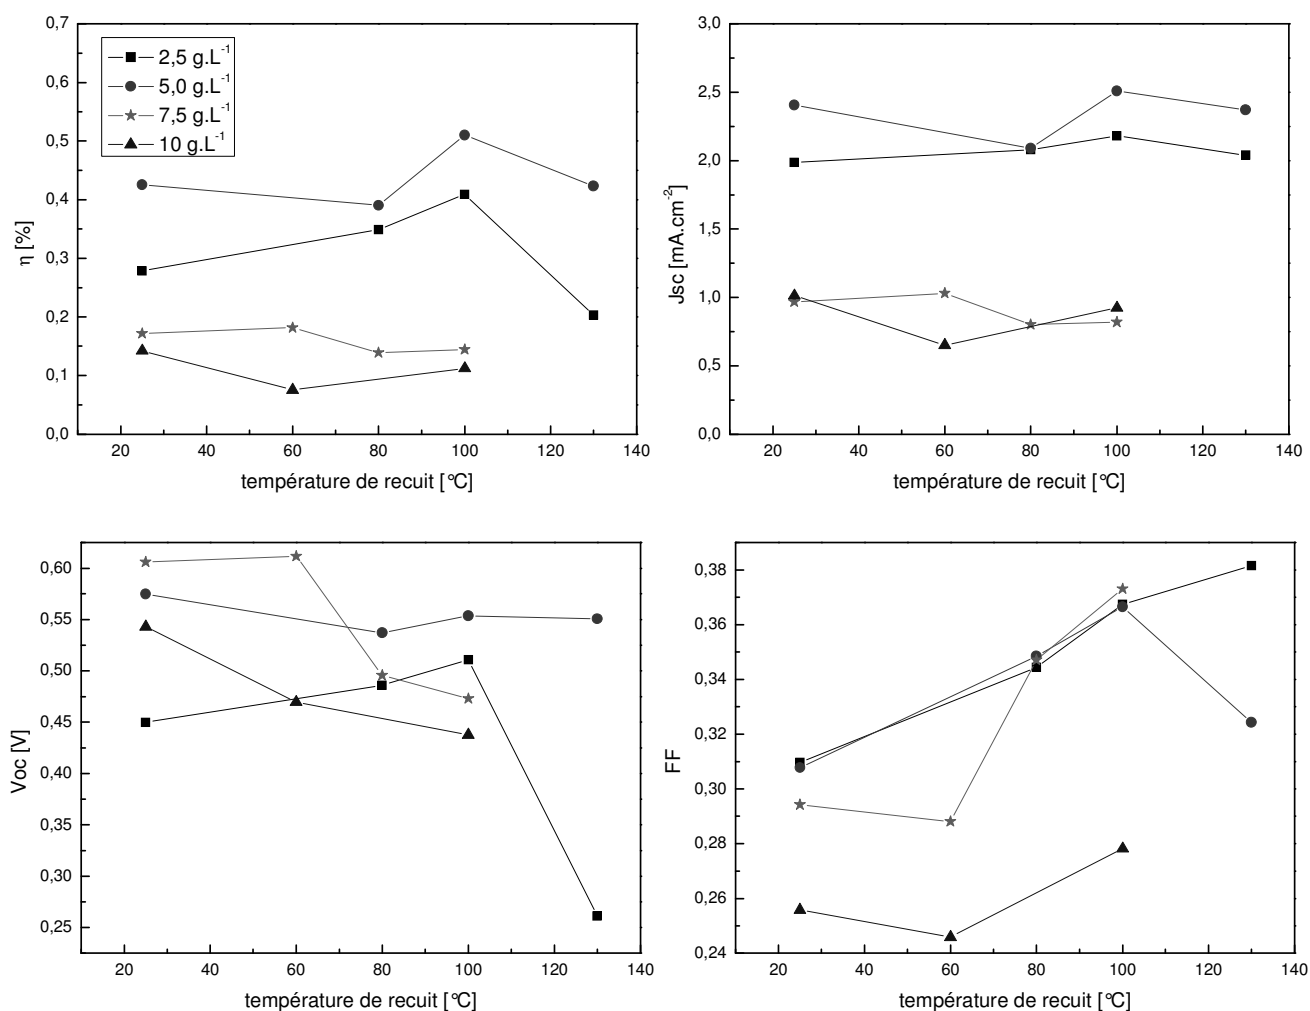 0,7
0,6
0,5
0,4
0,3
0,2
0,1
0,0
η [%]
2,5 g.L⁻¹
5,0 g.L⁻¹
7,5 g.L⁻¹
10 g.L⁻¹
20 40 60 80 100 120 140
température de recuit [°C]
3,0
2,5
2,0
1,5
1,0
0,5
0,0
Jsc [mA.cm⁻²]
20 40 60 80 100 120 140
température de recuit [°C]
0,60
0,55
0,50
0,45
0,40
0,35
0,30
0,25
Voc [V]
20 40 60 80 100 120 140
température de recuit [°C]
0,38
0,36
0,34
0,32
0,30
0,28
0,26
0,24
FF
20 40 60 80 100 120 140
température de recuit [°C]